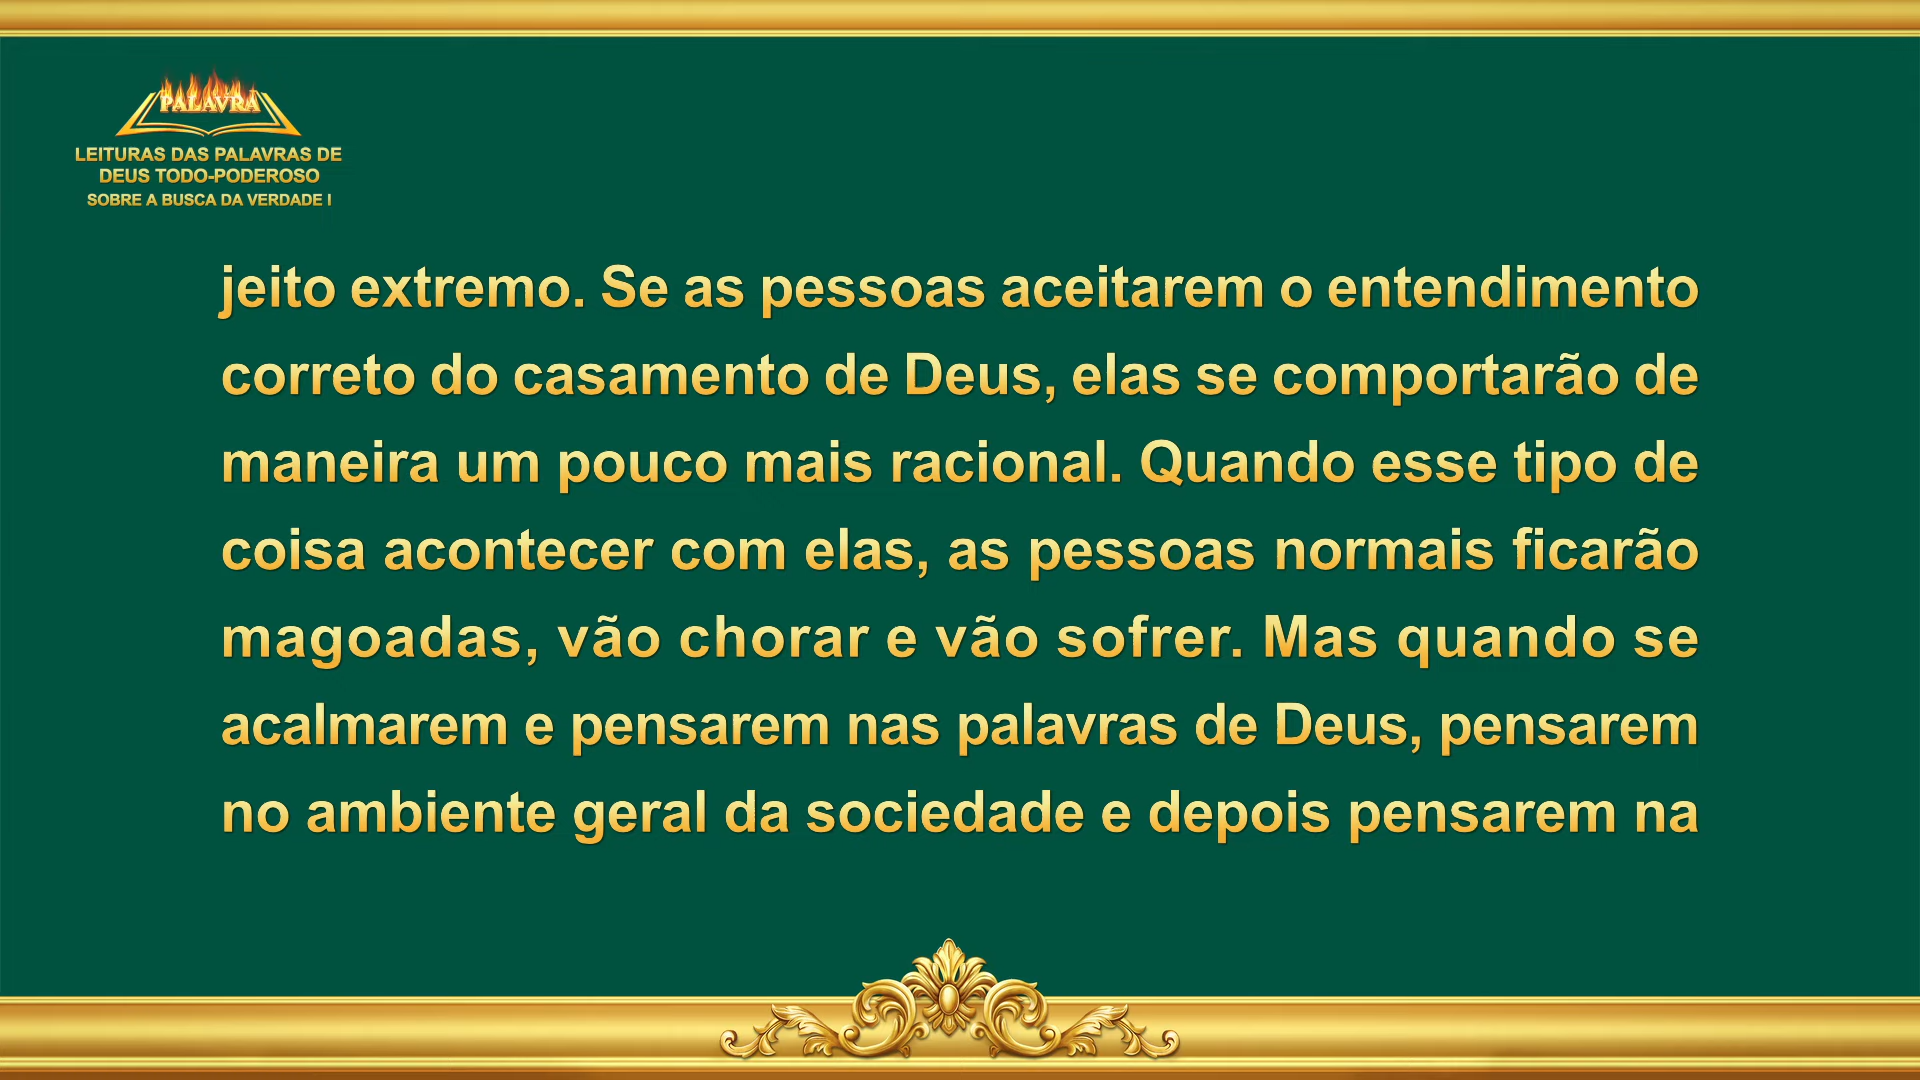 PALAVRA
LEITURAS DAS PALAVRAS DE
DEUS TODO-PODEROSO
SOBRE A BUSCA DA VERDADE I
jeito extremo. Se as pessoas aceitarem o entendimento
correto do casamento de Deus, elas se comportarão de
maneira um pouco mais racional. Quando esse tipo de
coisa acontecer com elas, as pessoas normais ficarão
magoadas, vão chorar e vão sofrer. Mas quando se
acalmarem e pensarem nas palavras de Deus, pensarem
no ambiente geral da sociedade e depois pensarem na